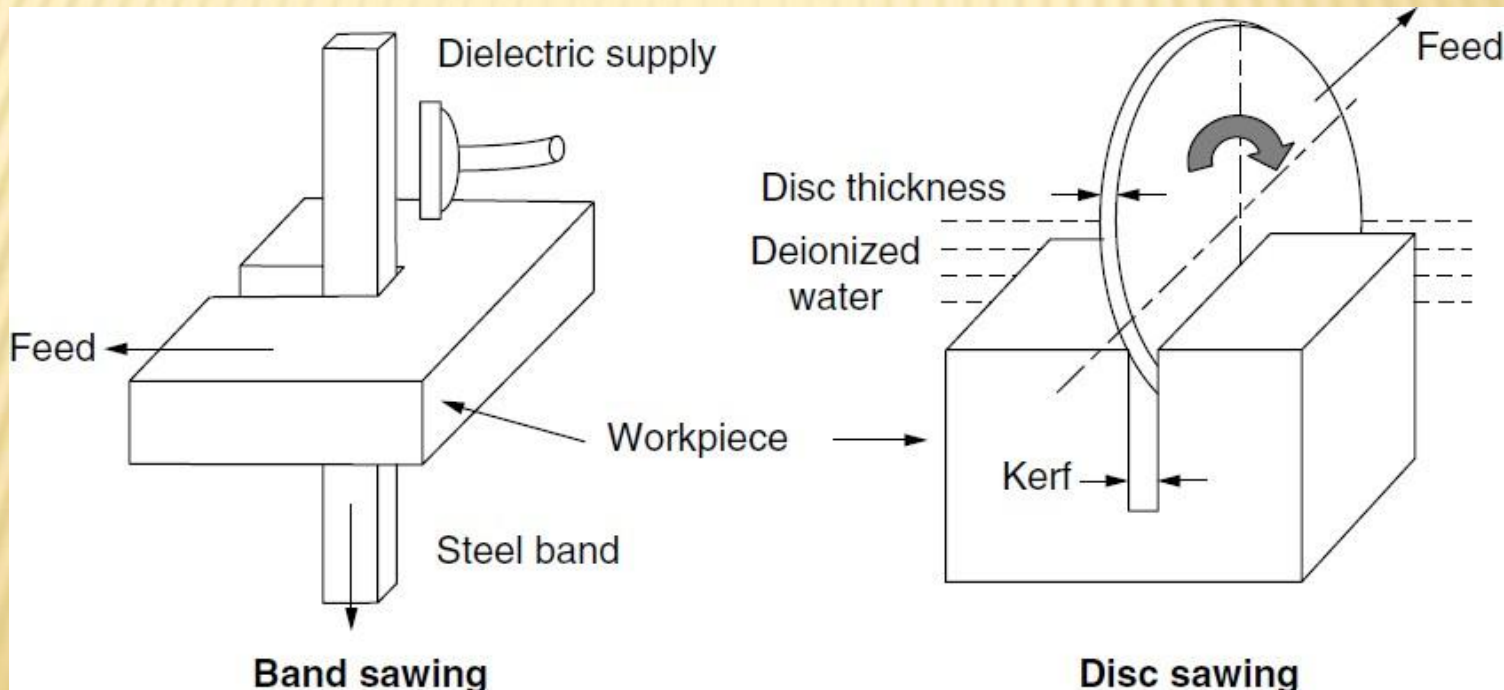 Dielectric supply
Feed
Workpiece
Steel band
Band sawing
Feed
Disc thickness
Deionized
water
Kerf
Disc sawing